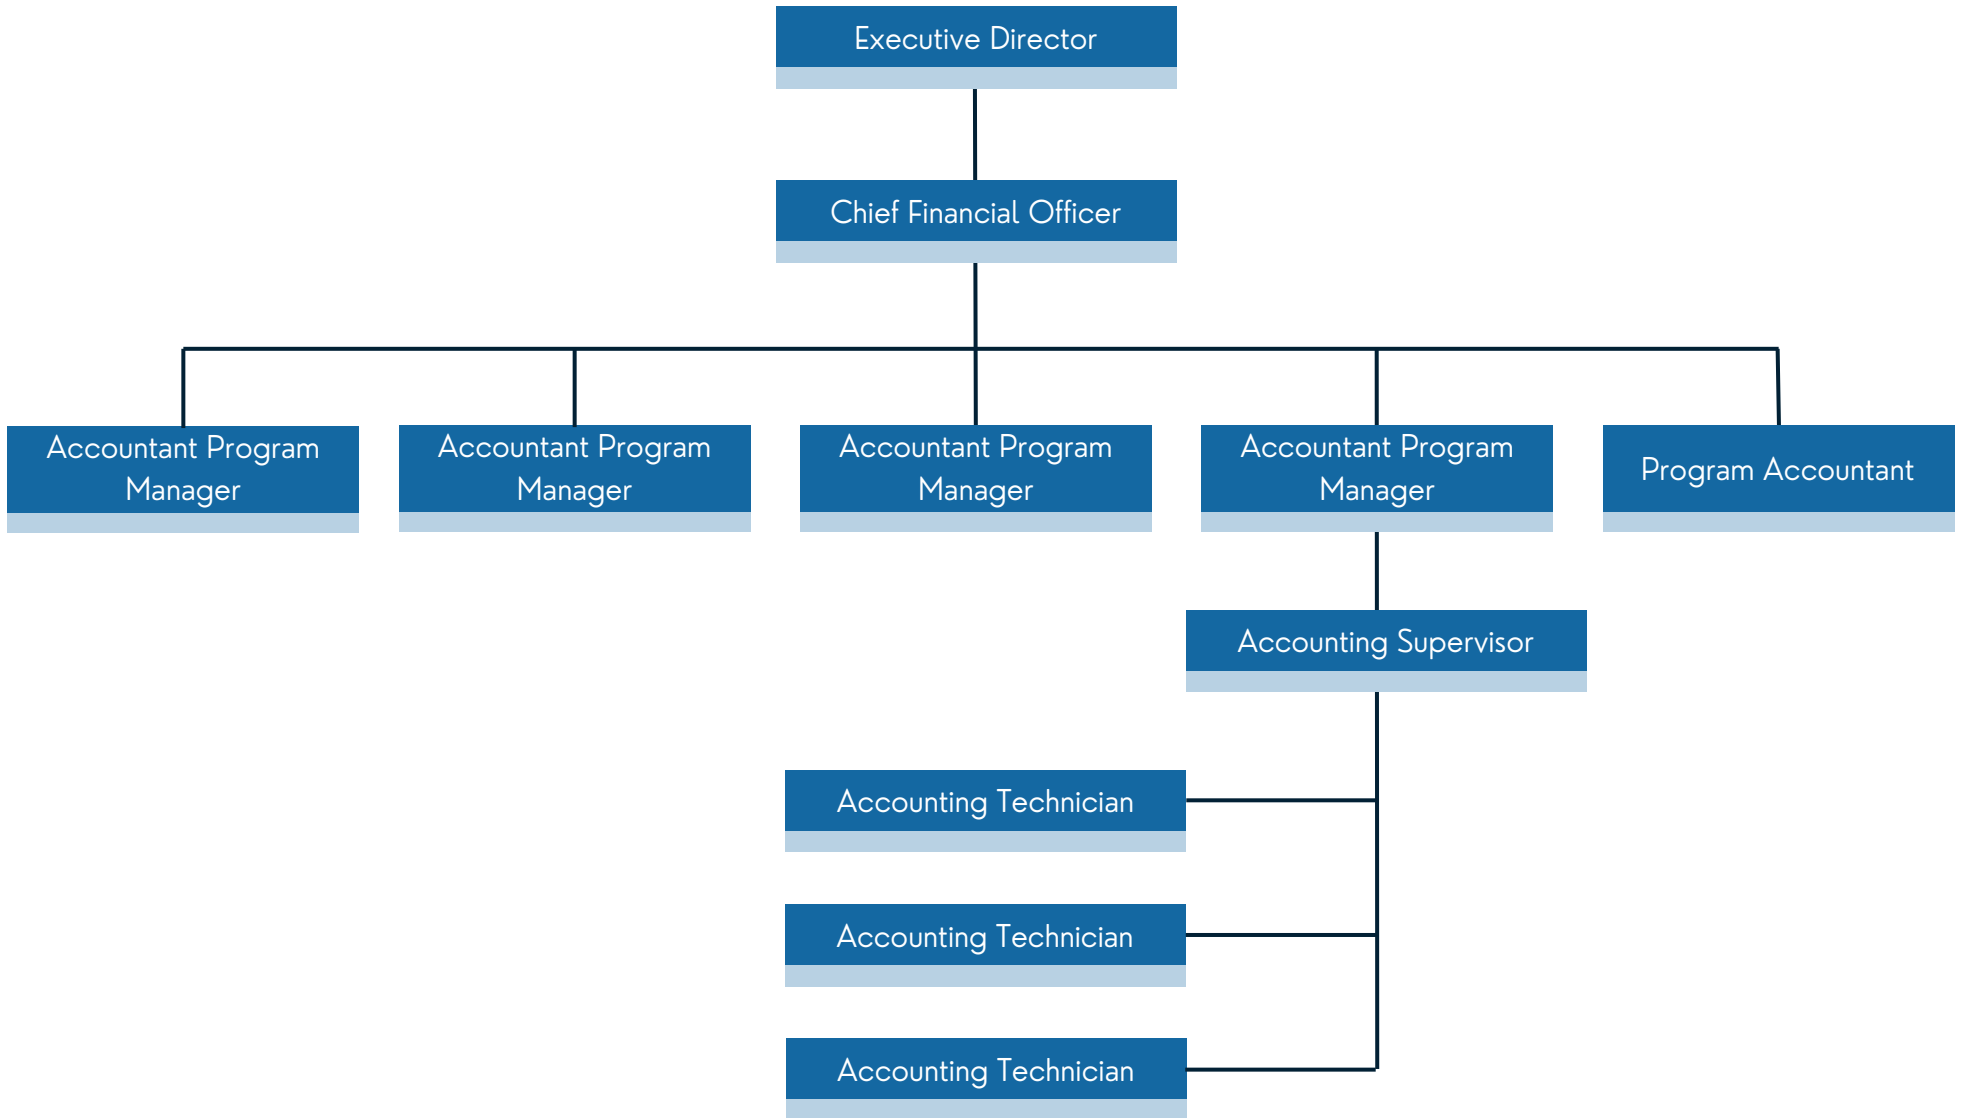 Executive Director
Chief Financial Officer
Accountant Program
Manager
Accountant Program
Manager
Accountant Program
Manager
Accountant Program
Manager
Program Accountant
Accounting Supervisor
Accounting Technician
Accounting Technician
Accounting Technician